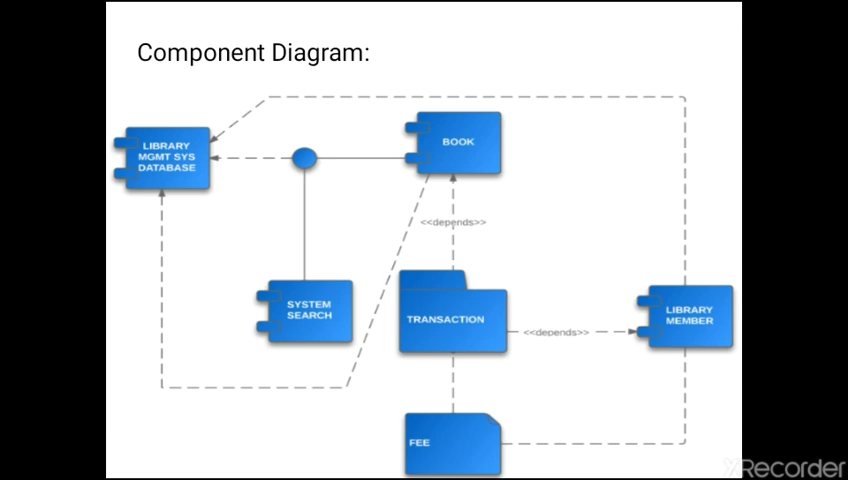 Component Diagram:
LIBRARY
MGMT SYS
DATABASE
BOOK
<<depends>>
SYSTEM
SEARCH
TRANSACTION
<<depends>>
LIBRARY
MEMBER
FEE
XRecorder